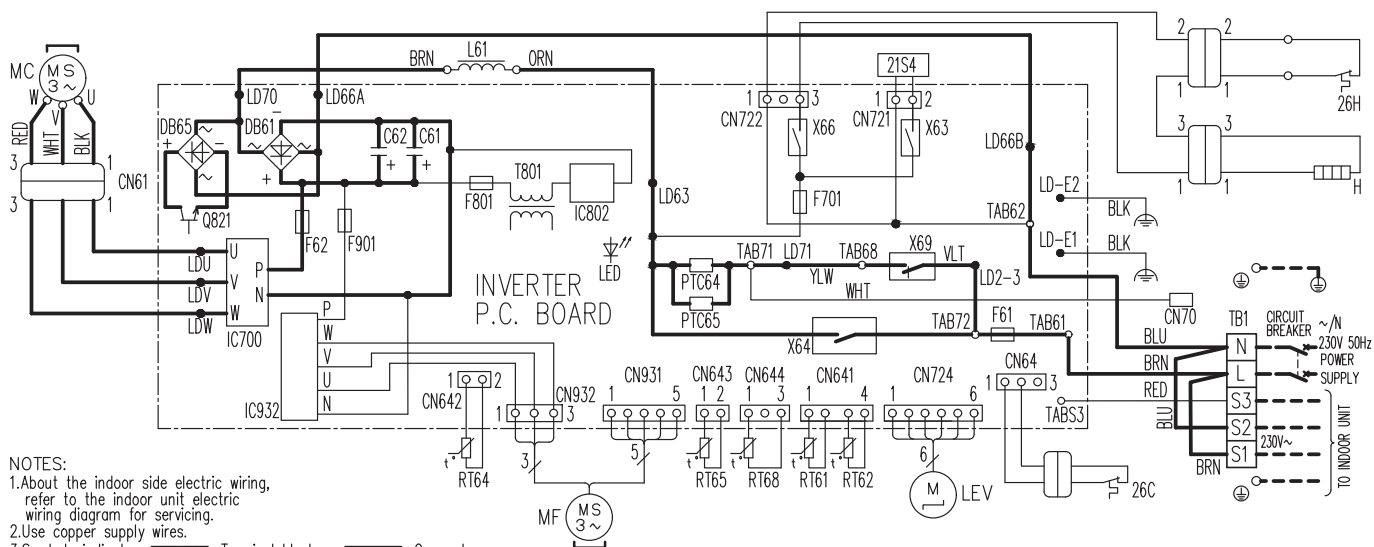 MC
MS
3~
W
V
U
RED
WHT
BLK
3
1
CN61
3
1
BRN
L61
ORN
LD70
LD66A
DB65
DB61
~
-
+
-
~
~
~
+
C62
C61
+
+
Q821
F62
F901
F801
T801
IC802
LED
LDU
LDV
LDW
U
V
W
P
N
IC700
INVERTER
P.C. BOARD
P
W
V
U
N
IC932
LD63
21S4
1
3
CN722
X66
F701
1
2
CN721
X63
LD66B
TAB62
2
2
1
1
26H
3
3
1
1
H
LD-E2
BLK
LD-E1
BLK
PTC64
PTC65
TAB71
LD71
YLW
TAB68
X69
VLT
LD2-3
WHT
CN70
X64
TAB72
F61
TAB61
BLU
BRN
RED
TABS3
BLU
BRN
TB1
N
L
S3
S2
S1
CIRCUIT
BREAKER
~/N
230V 50Hz
POWER
SUPPLY
230V~
TO INDOOR UNIT
1
2
CN642
t°
RT64
1
3
CN932
3
CN931
1
5
5
MF
MS
3~
CN643
1 2
t°
RT65
CN644
1 3
t°
RT68
CN641
1 4
t°
RT61
t°
RT62
CN724
1 6
6
M
LEV
CN64
1
3
26C
NOTES:
1.About the indoor side electric wiring,
refer to the indoor unit electric
wiring diagram for servicing.
2.Use copper supply wires.